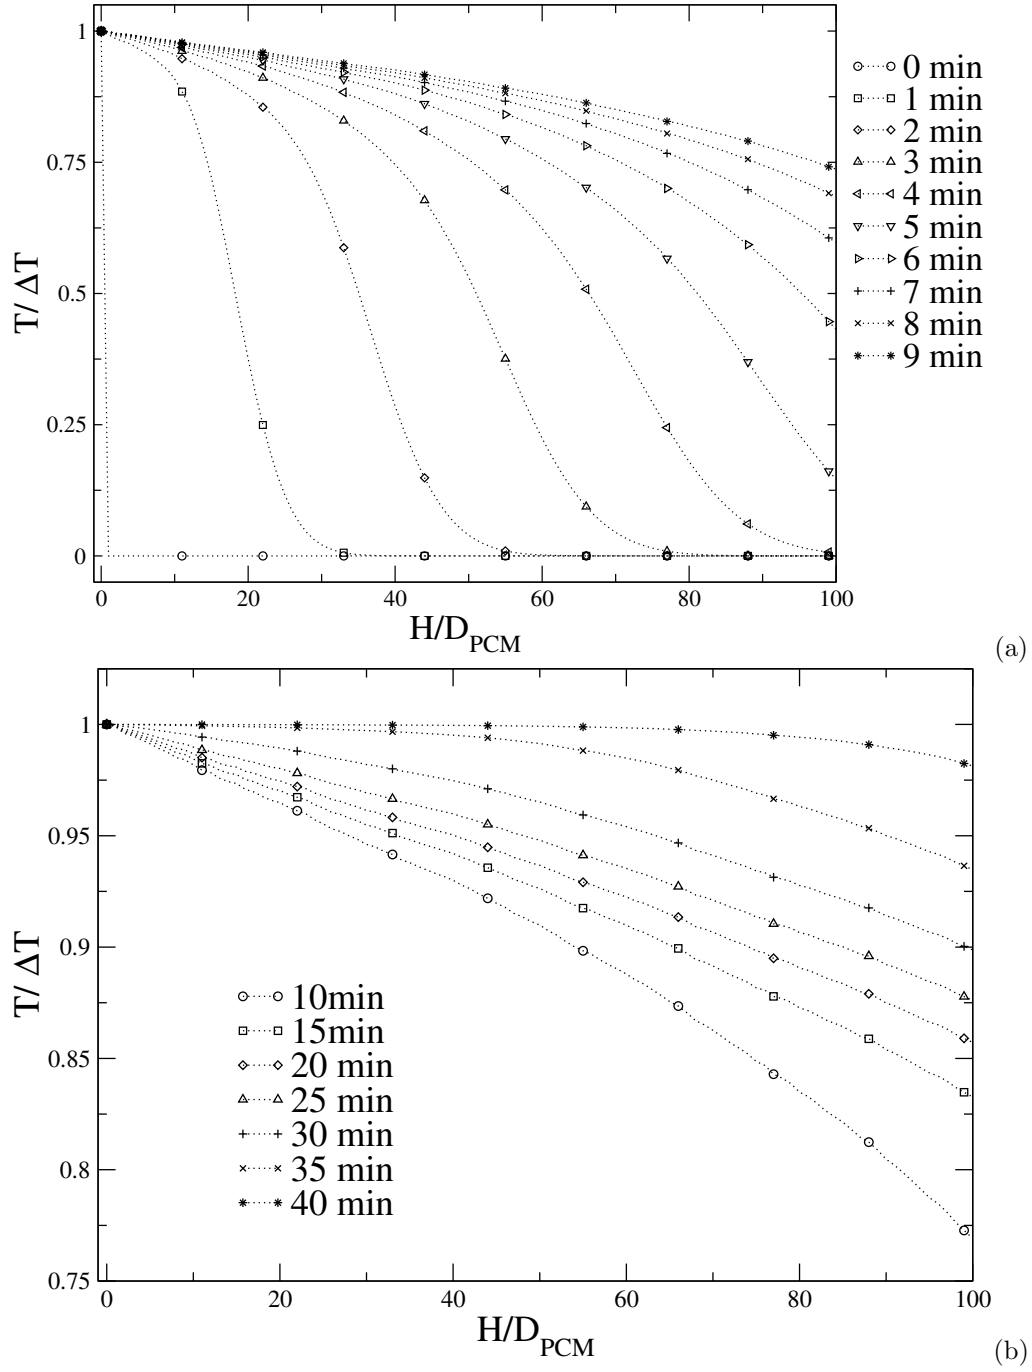 1
0.75
0.5
0.25
0
T/ ΔT
0 20 40 60 80 100
H/D_PCM
0 min
1 min
2 min
3 min
4 min
5 min
6 min
7 min
8 min
9 min
(a)
1
0.95
0.9
0.85
0.8
0.75
T/ ΔT
10min
15min
20 min
25 min
30 min
35 min
40 min
0 20 40 60 80 100
H/D_PCM
(b)